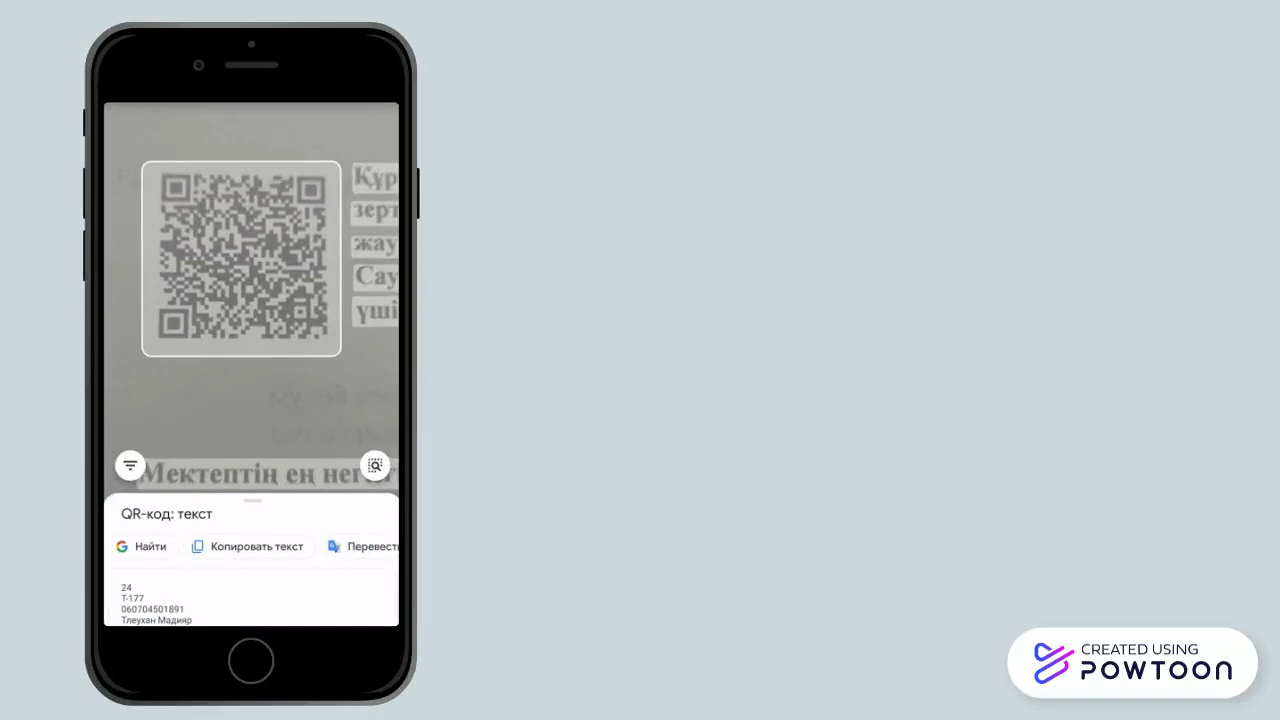 Құр
зерт
жау
Сау
үші
Мектептің ең нег
QR-код: текст
Найти
Копировать текст
Перевест
24
Т-177
060704501891
Тлеухан Мадияр
CREATED USING
POWTOON